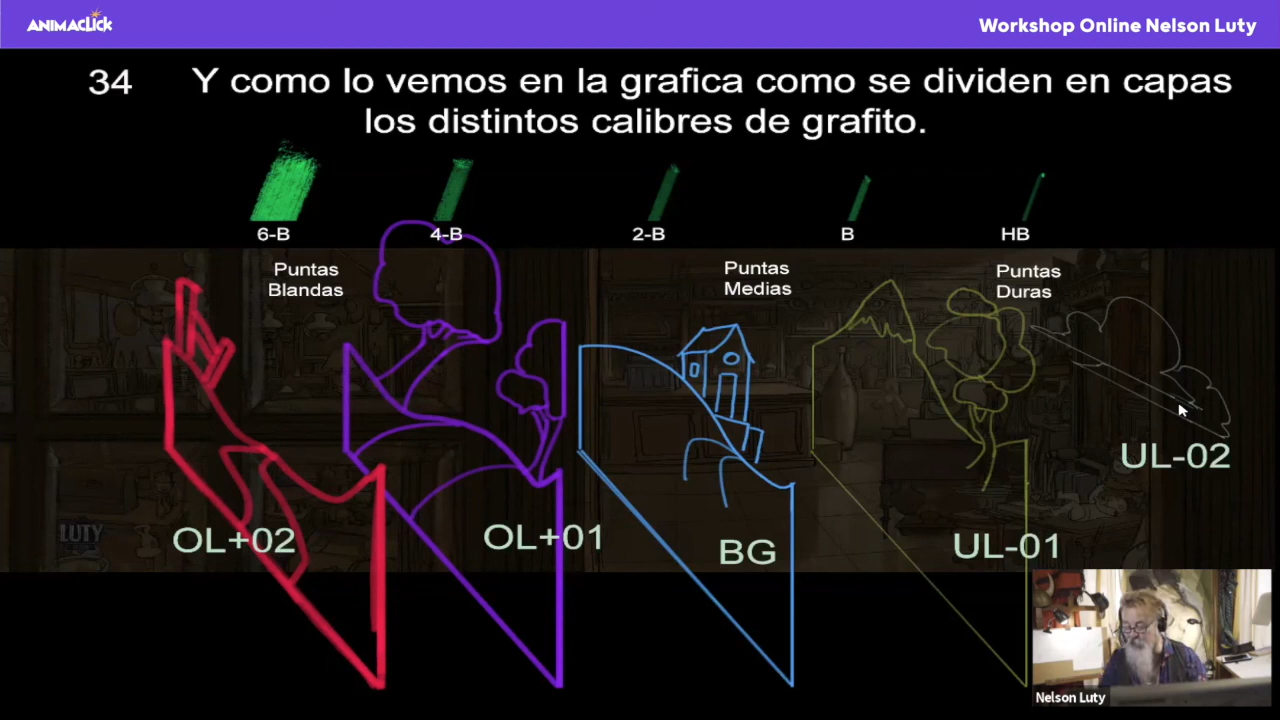 ANIMACLICK
Workshop Online Nelson Luty
34 Y como lo vemos en la grafica como se dividen en capas
los distintos calibres de grafito.
6-B
4-B
2-B
B
HB
Puntas
Blandas
Puntas
Medias
Puntas
Duras
OL+02
OL+01
BG
UL-01
UL-02
LUTY
Nelson Luty